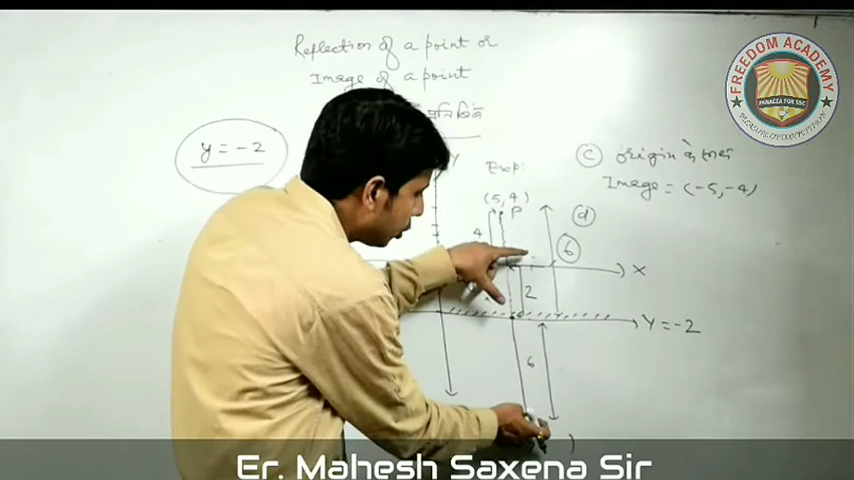 Reflection of a point or
Image of a point
y = -2
Y
Exp:
(5, 4)
P
4
c origin के
Image = (-5, -4)
d
6
X
2
Y = -2
6
)
FREEDOM ACADEMY
PANACEA FOR SSC
Er. Mahesh Saxena Sir